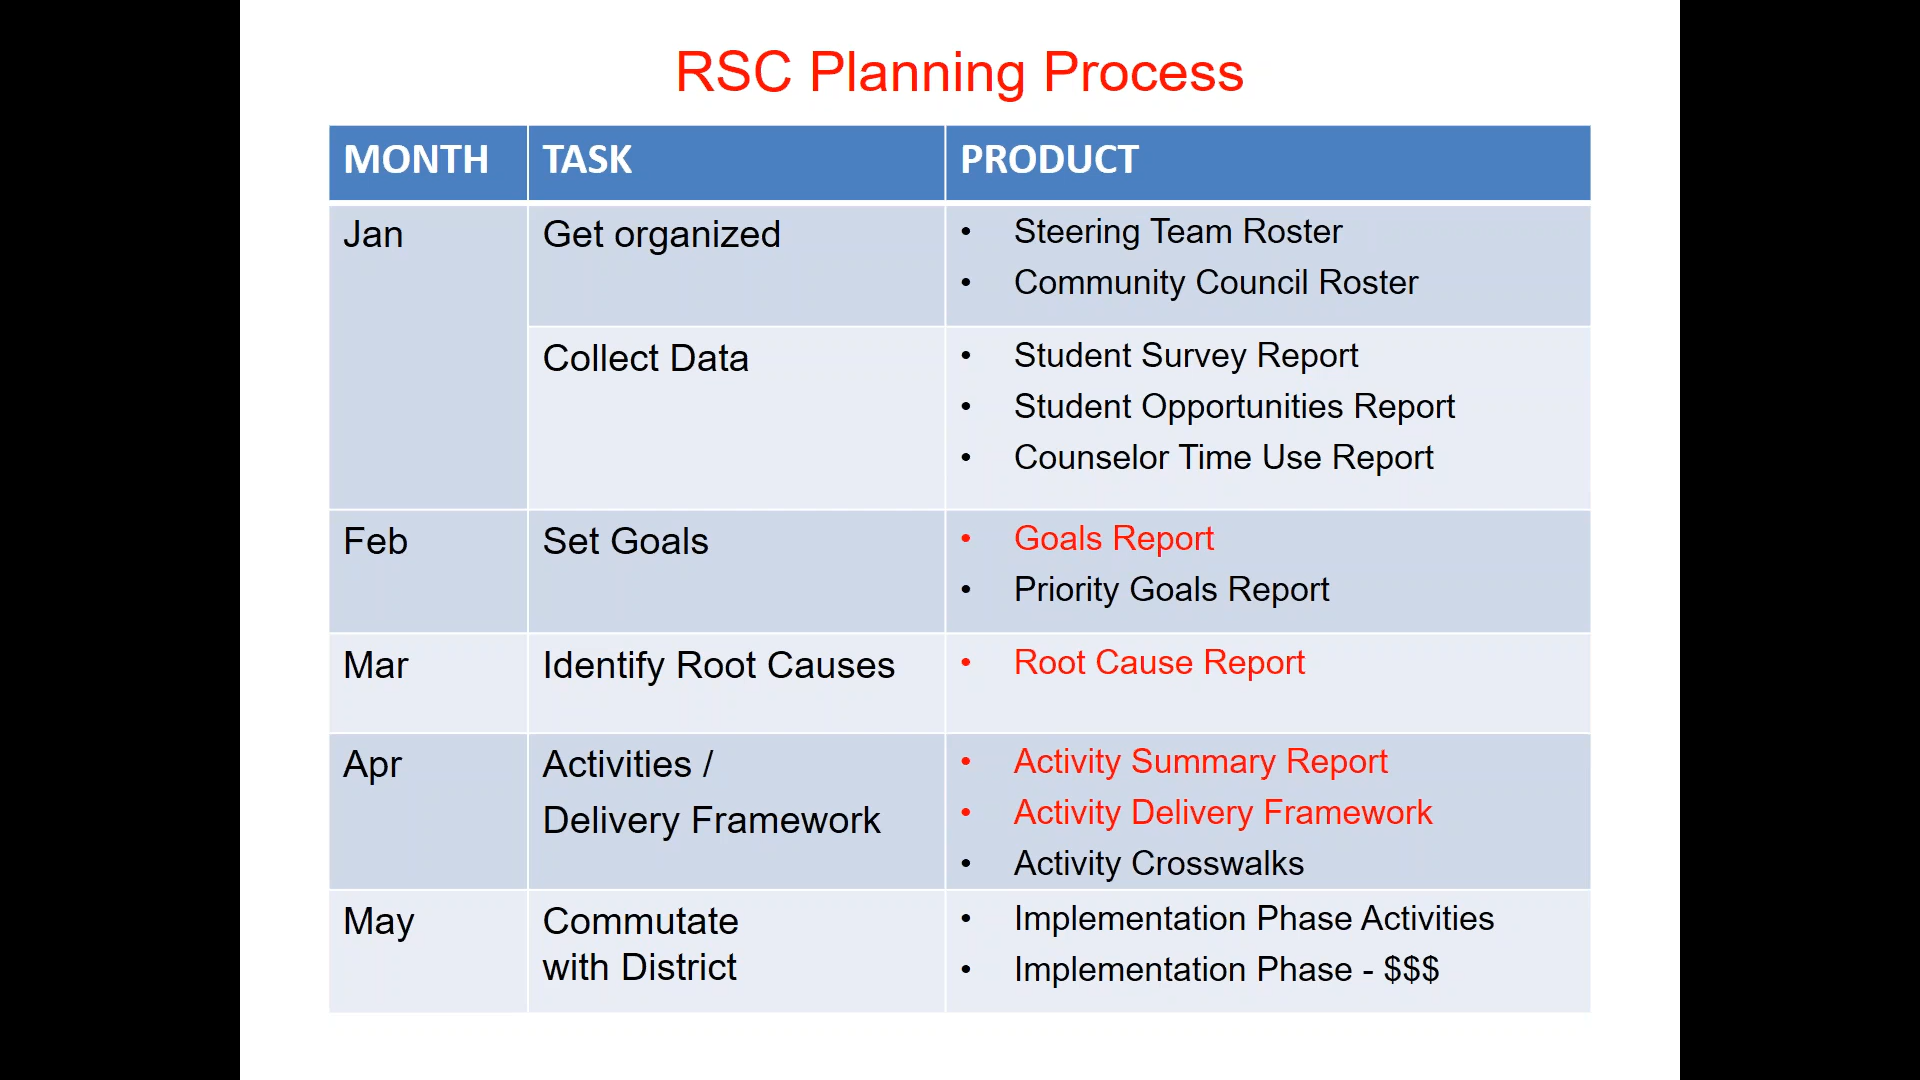 RSC Planning Process
MONTH TASK PRODUCT
Jan Get organized • Steering Team Roster
• Community Council Roster
Collect Data • Student Survey Report
• Student Opportunities Report
• Counselor Time Use Report
Feb Set Goals • Goals Report
• Priority Goals Report
Mar Identify Root Causes • Root Cause Report
Apr Activities / • Activity Summary Report
Delivery Framework • Activity Delivery Framework
• Activity Crosswalks
May Commutate • Implementation Phase Activities
with District • Implementation Phase - $$$